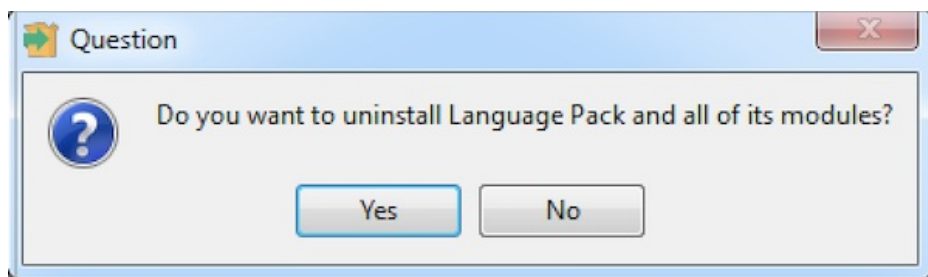 Question
Do you want to uninstall Language Pack and all of its modules?
Yes
No